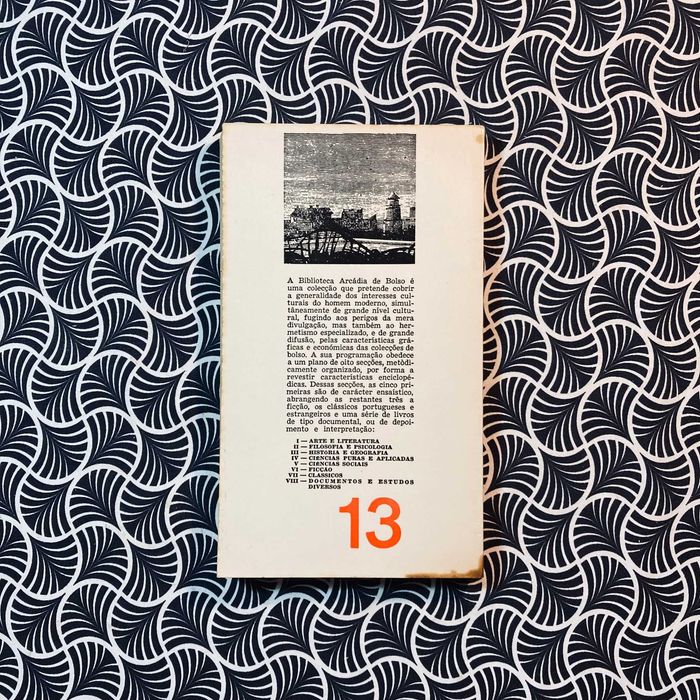 A Biblioteca Arcádia de Bolso é
uma colecção que pretende cobrir
a generalidade dos interesses cul-
turais do homem moderno, simul-
tâneamente de grande nível cultu-
ral, fugindo aos perigos da mera
divulgação, mas também ao her-
metismo especializado, e de grande
difusão, pelas características grá-
ficas e económicas das colecções de
bolso. A sua programação obedece
a um plano de oito secções, metò-
dicamente organizado, por forma a
revestir características enciclopé-
dicas. Dessas secções, as cinco pri-
meiras são de carácter ensaístico,
abrangendo as restantes três a
ficção, os clássicos portugueses e
estrangeiros e uma série de livros
de tipo documental, ou de depoi-
mento e interpretação:
I — ARTE E LITERATURA
II — FILOSOFIA E PSICOLOGIA
III — HISTÓRIA E GEOGRAFIA
IV — CIÊNCIAS PURAS E APLICADAS
V — CIÊNCIAS SOCIAIS
VI — FICÇÃO
VII — CLÁSSICOS
VIII — DOCUMENTOS E ESTUDOS
DIVERSOS
13